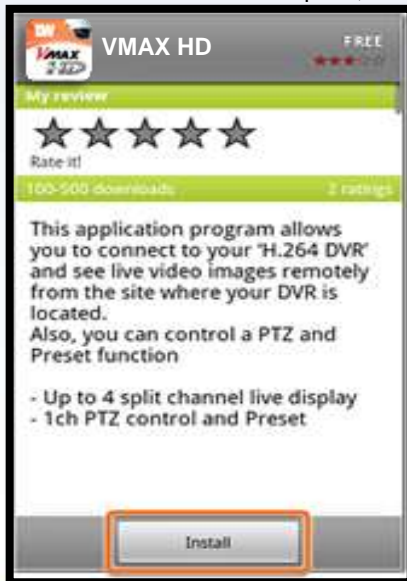 DW
VMAX
HD
VMAX HD
FREE
My review
Rate it!
100-500 downloads
2 ratings
This application program allows
you to connect to your 'H.264 DVR'
and see live video images remotely
from the site where your DVR is
located.
Also, you can control a PTZ and
Preset function
- Up to 4 split channel live display
- 1ch PTZ control and Preset
Install